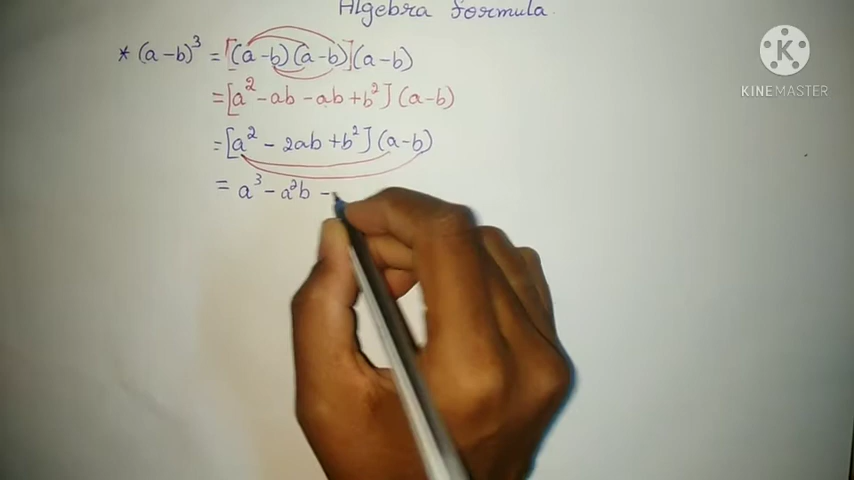 Algebra formula
* (a-b)³ = [(a-b)(a-b)](a-b)
= [a² - ab - ab + b²](a-b)
= [a² - 2ab + b²](a-b)
= a³ - a²b -
KINEMASTER